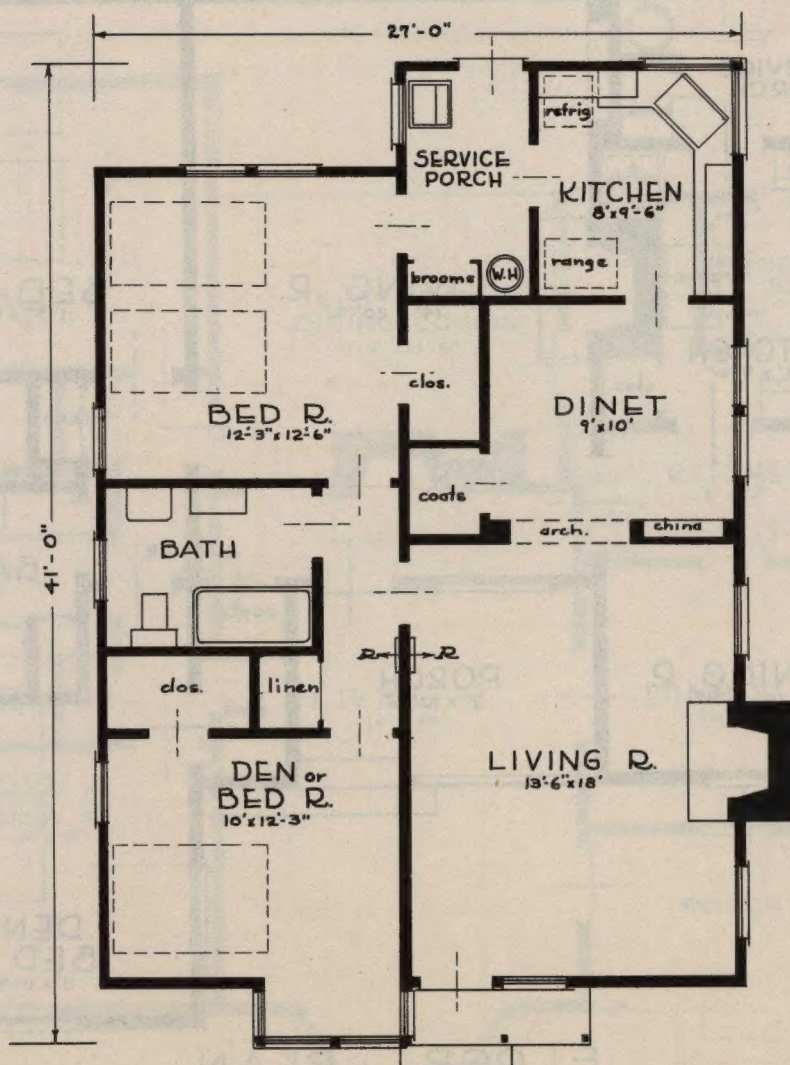 27'-0"
41'-0"
refrig
SERVICE
PORCH
KITCHEN
8'x9'-6"
brooms
W.H
range
clos.
BED R.
12'-3"x12'-6"
DINET
9'x10'
coats
arch.
china
BATH
R
R
clos.
linen
LIVING R.
13'-6"x18'
DEN or
BED R.
10'x12'-3"